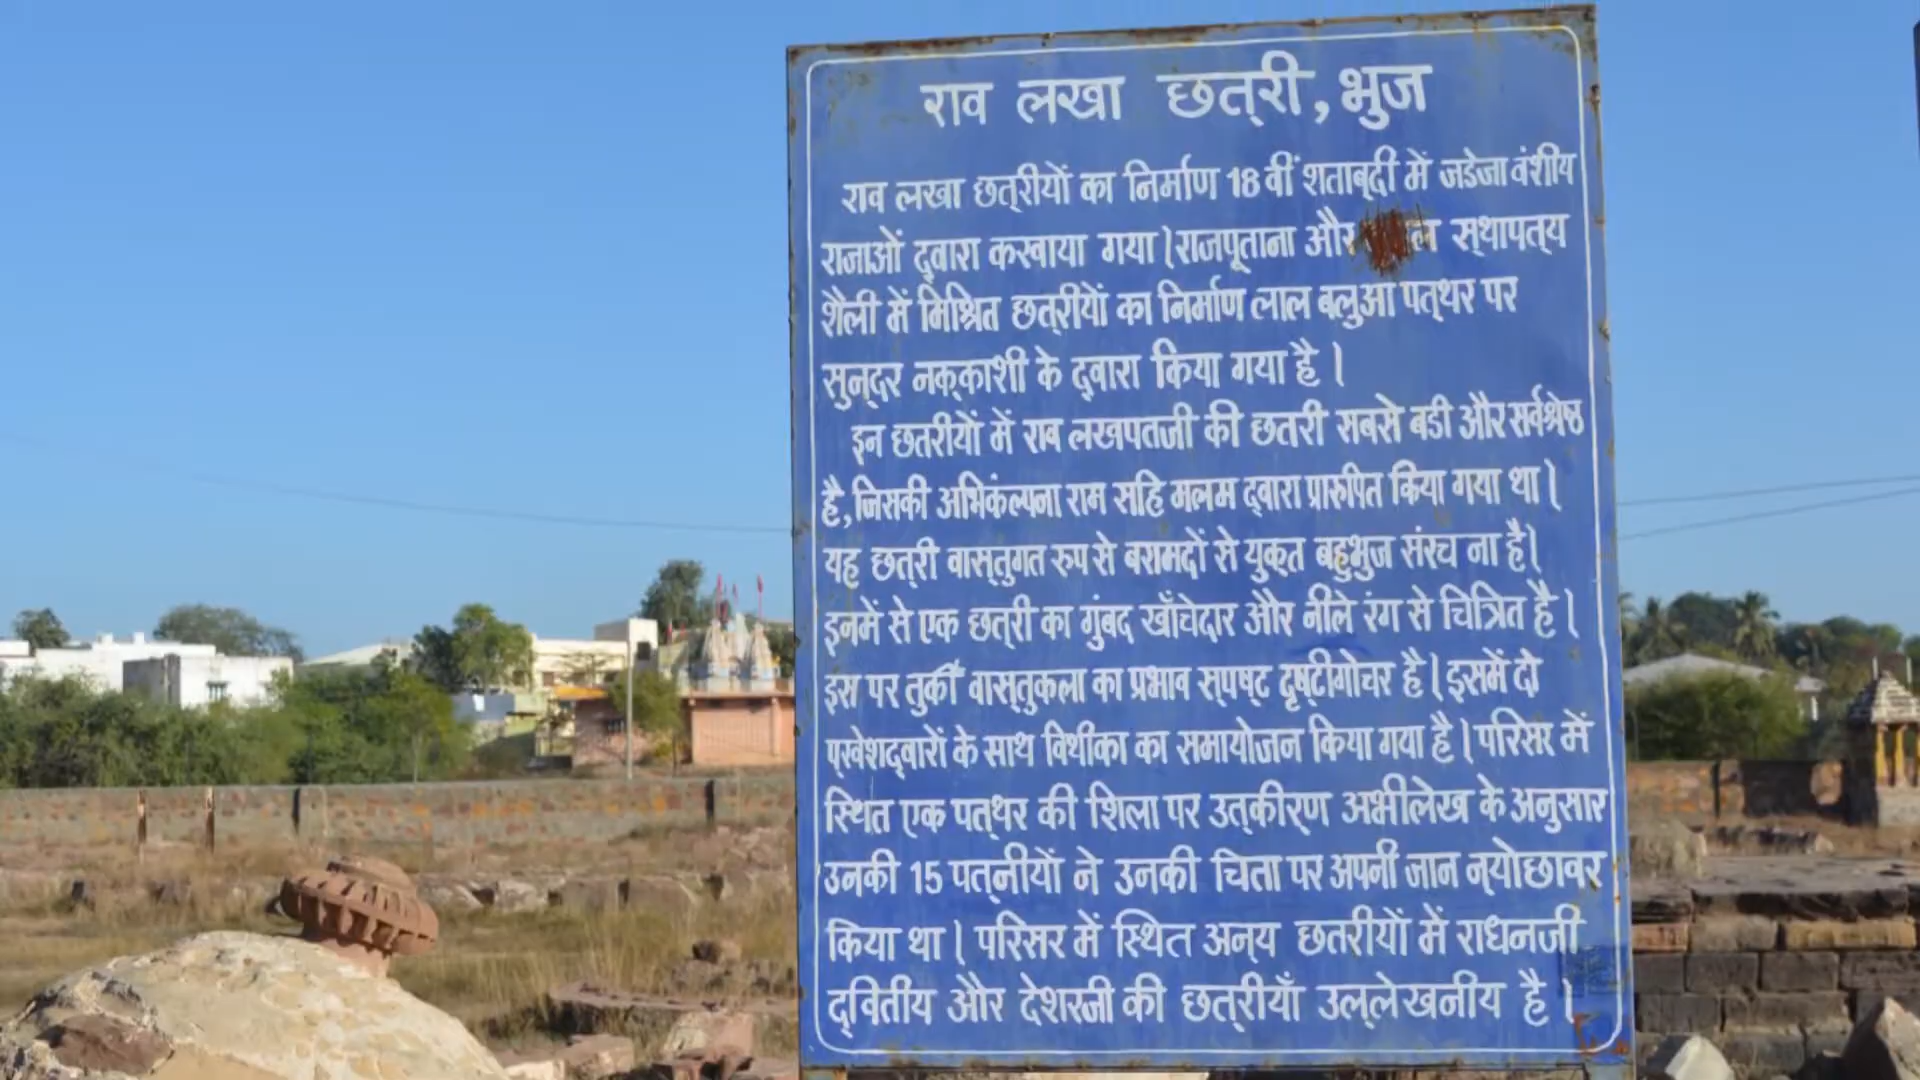 राव लखा छत्‌री, भुज
राव लखा छत्‌रीयों का निर्माण 18 वीं शताब्‌दी में जडेजा वंशीय
राजाओं द्‌वारा करवाया गया। राजपूताना और स्‌थापत्‌य
शैली में मिश्रित छत्‌रीयों का निर्माण लाल बलुआ पत्‌थर पर
सुन्‌दर नक्‌काशी के द्‌वारा किया गया है।
इन छतरीयों में राव लखपतजी की छतरी सबसे बडी और सर्वश्रेष्ठ
है, जिसकी अभिकंल्पना राम सहि मलम द्‌वारा प्रारुपित किया गया था।
यह छत्‌री वास्‌तुगत रुप से बरामदों से युक्‌त बहुभुज संरच ना है।
इनमें से एक छत्‌री का गुंबद खाँचेदार और नीले रंग से चित्रित है।
इस पर तुर्की वास्‌तुकला का प्रभाव स्‌पष्‌ट दृष्‌टीगोचर है। इसमें दो
प्‌रवेशद्‌वारों के साथ विथीका का समायोजन किया गया है। परिसर में
स्थित एक पत्‌थर की शिला पर उत्‌कीर्‌ण अभीलेख के अनुसार
उनकी 15 पत्‌नीयों ने उनकी चिता पर अपनी जान न्‌योछावर
किया था। परिसर में स्थित अन्‌य छतरीयों में राधनजी
द्‌वितीय और देशरजी की छत्‌रीयाँ उल्‌लेखनीय है।